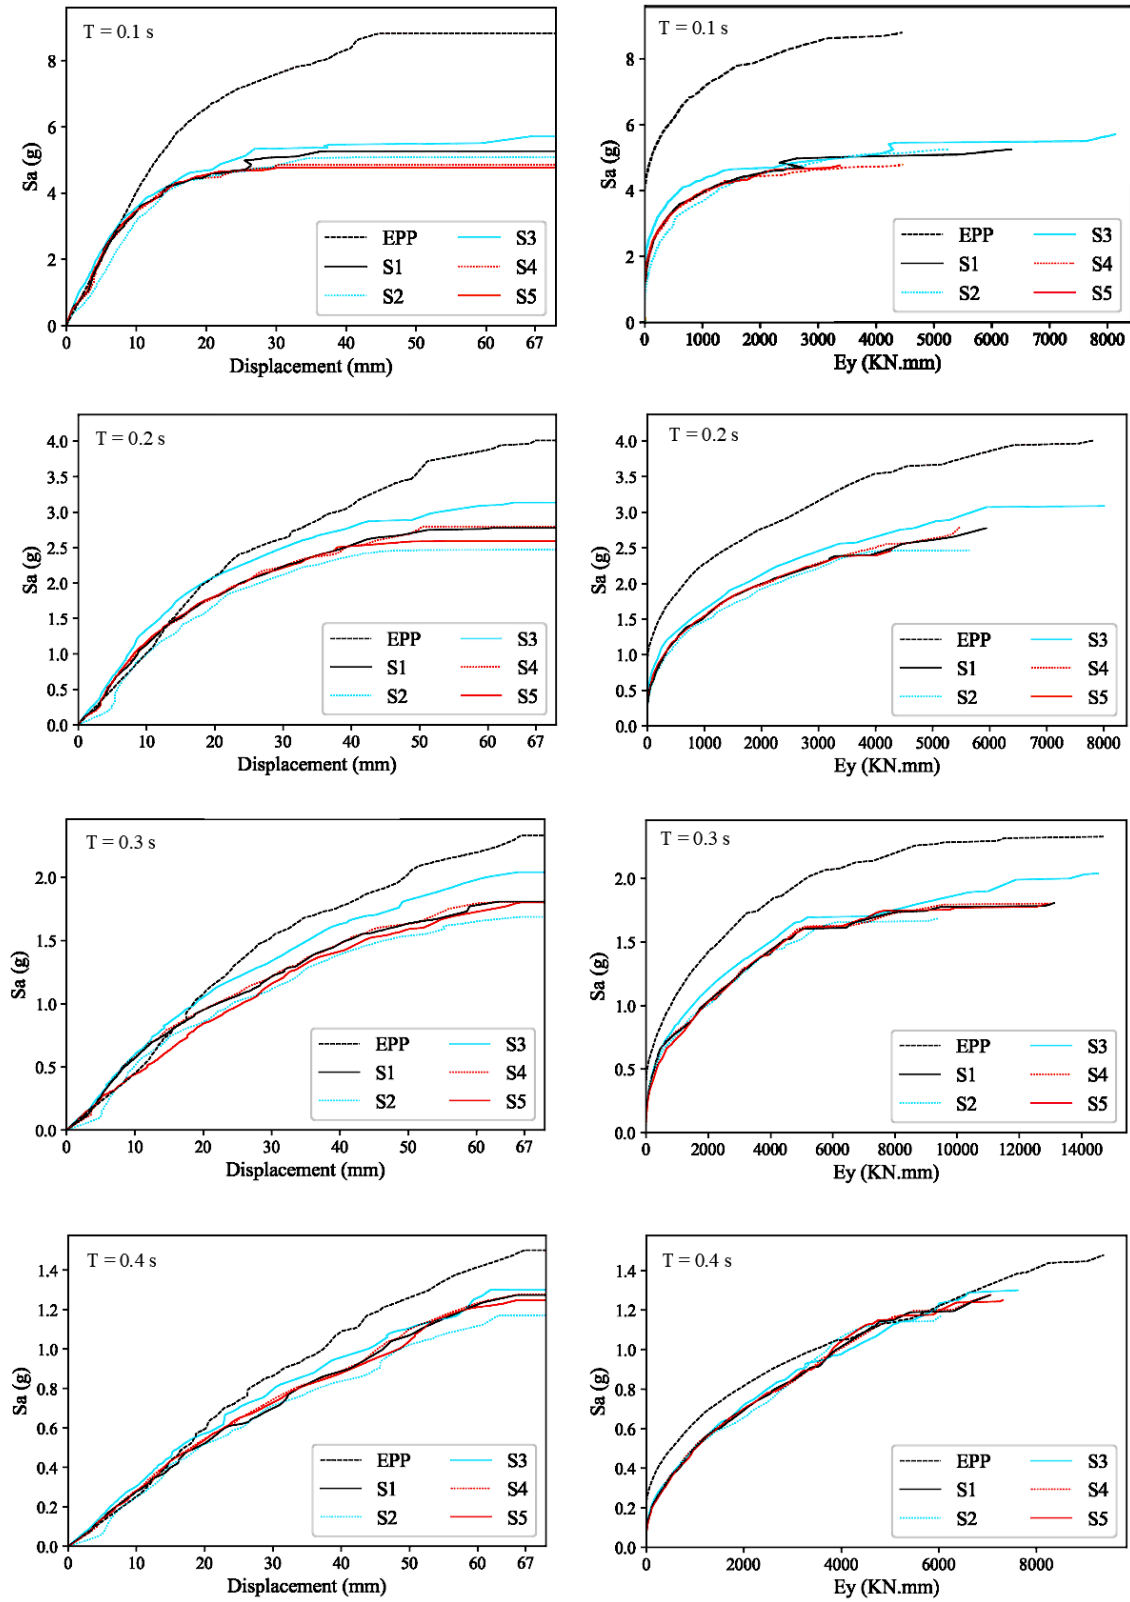 T = 0.1 s
Sa (g)
8
6
4
2
0
EPP S3
S1 S4
S2 S5
0 10 20 30 40 50 60 67
Displacement (mm)
T = 0.1 s
Sa (g)
8
6
4
2
0
EPP S3
S1 S4
S2 S5
0 1000 2000 3000 4000 5000 6000 7000 8000
Ey (KN.mm)
T = 0.2 s
Sa (g)
4.0
3.5
3.0
2.5
2.0
1.5
1.0
0.5
0.0
EPP S3
S1 S4
S2 S5
0 10 20 30 40 50 60 67
Displacement (mm)
T = 0.2 s
Sa (g)
4.0
3.5
3.0
2.5
2.0
1.5
1.0
0.5
0.0
EPP S3
S1 S4
S2 S5
0 1000 2000 3000 4000 5000 6000 7000 8000
Ey (KN.mm)
T = 0.3 s
Sa (g)
2.0
1.5
1.0
0.5
0.0
EPP S3
S1 S4
S2 S5
0 10 20 30 40 50 60 67
Displacement (mm)
T = 0.3 s
Sa (g)
2.0
1.5
1.0
0.5
0.0
EPP S3
S1 S4
S2 S5
0 2000 4000 6000 8000 10000 12000 14000
Ey (KN.mm)
T = 0.4 s
Sa (g)
1.4
1.2
1.0
0.8
0.6
0.4
0.2
0.0
EPP S3
S1 S4
S2 S5
0 10 20 30 40 50 60 67
Displacement (mm)
T = 0.4 s
Sa (g)
1.4
1.2
1.0
0.8
0.6
0.4
0.2
0.0
EPP S3
S1 S4
S2 S5
0 2000 4000 6000 8000
Ey (KN.mm)